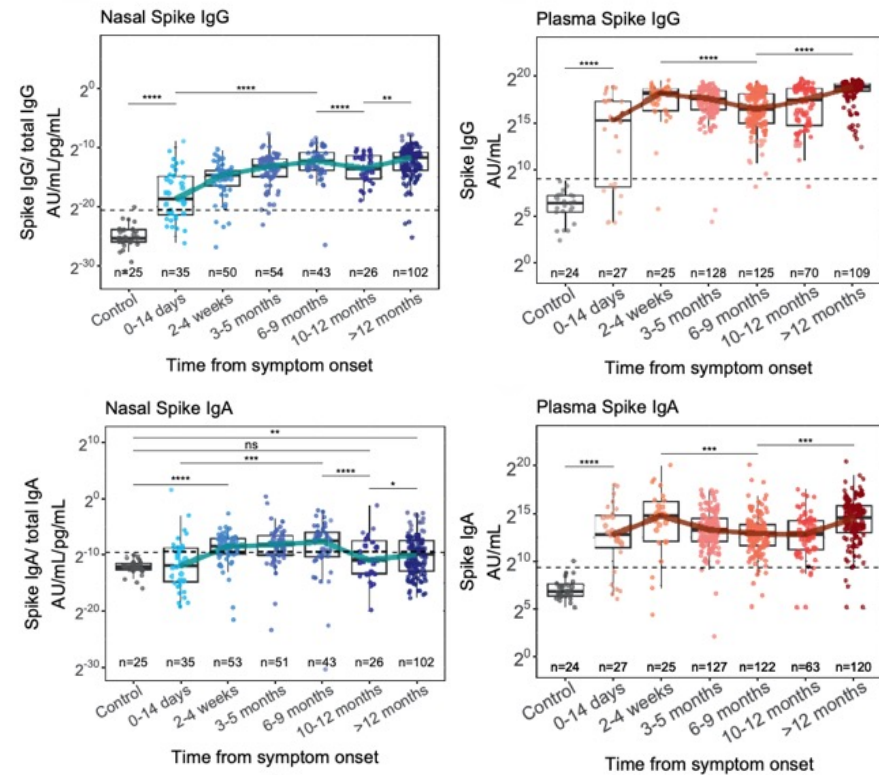 Nasal Spike IgG
Spike IgG/ total IgG
AU/mL/pg/mL
2^0
2^-10
2^-20
2^-30
**** **** **** **
n=25 n=35 n=50 n=54 n=43 n=26 n=102
Control 0-14 days 2-4 weeks 3-5 months 6-9 months 10-12 months >12 months
Time from symptom onset
Plasma Spike IgG
Spike IgG
AU/mL
2^20
2^15
2^10
2^5
2^0
**** **** ****
n=24 n=27 n=25 n=128 n=125 n=70 n=109
Control 0-14 days 2-4 weeks 3-5 months 6-9 months 10-12 months >12 months
Time from symptom onset
Nasal Spike IgA
Spike IgA/ total IgA
AU/mL/pg/mL
2^10
2^0
2^-10
2^-20
2^-30
**
ns
***
**** ****
*
n=25 n=35 n=53 n=51 n=43 n=26 n=102
Control 0-14 days 2-4 weeks 3-5 months 6-9 months 10-12 months >12 months
Time from symptom onset
Plasma Spike IgA
Spike IgA
AU/mL
2^20
2^15
2^10
2^5
2^0
**** *** ***
n=24 n=27 n=25 n=127 n=122 n=63 n=120
Control 0-14 days 2-4 weeks 3-5 months 6-9 months 10-12 months >12 months
Time from symptom onset